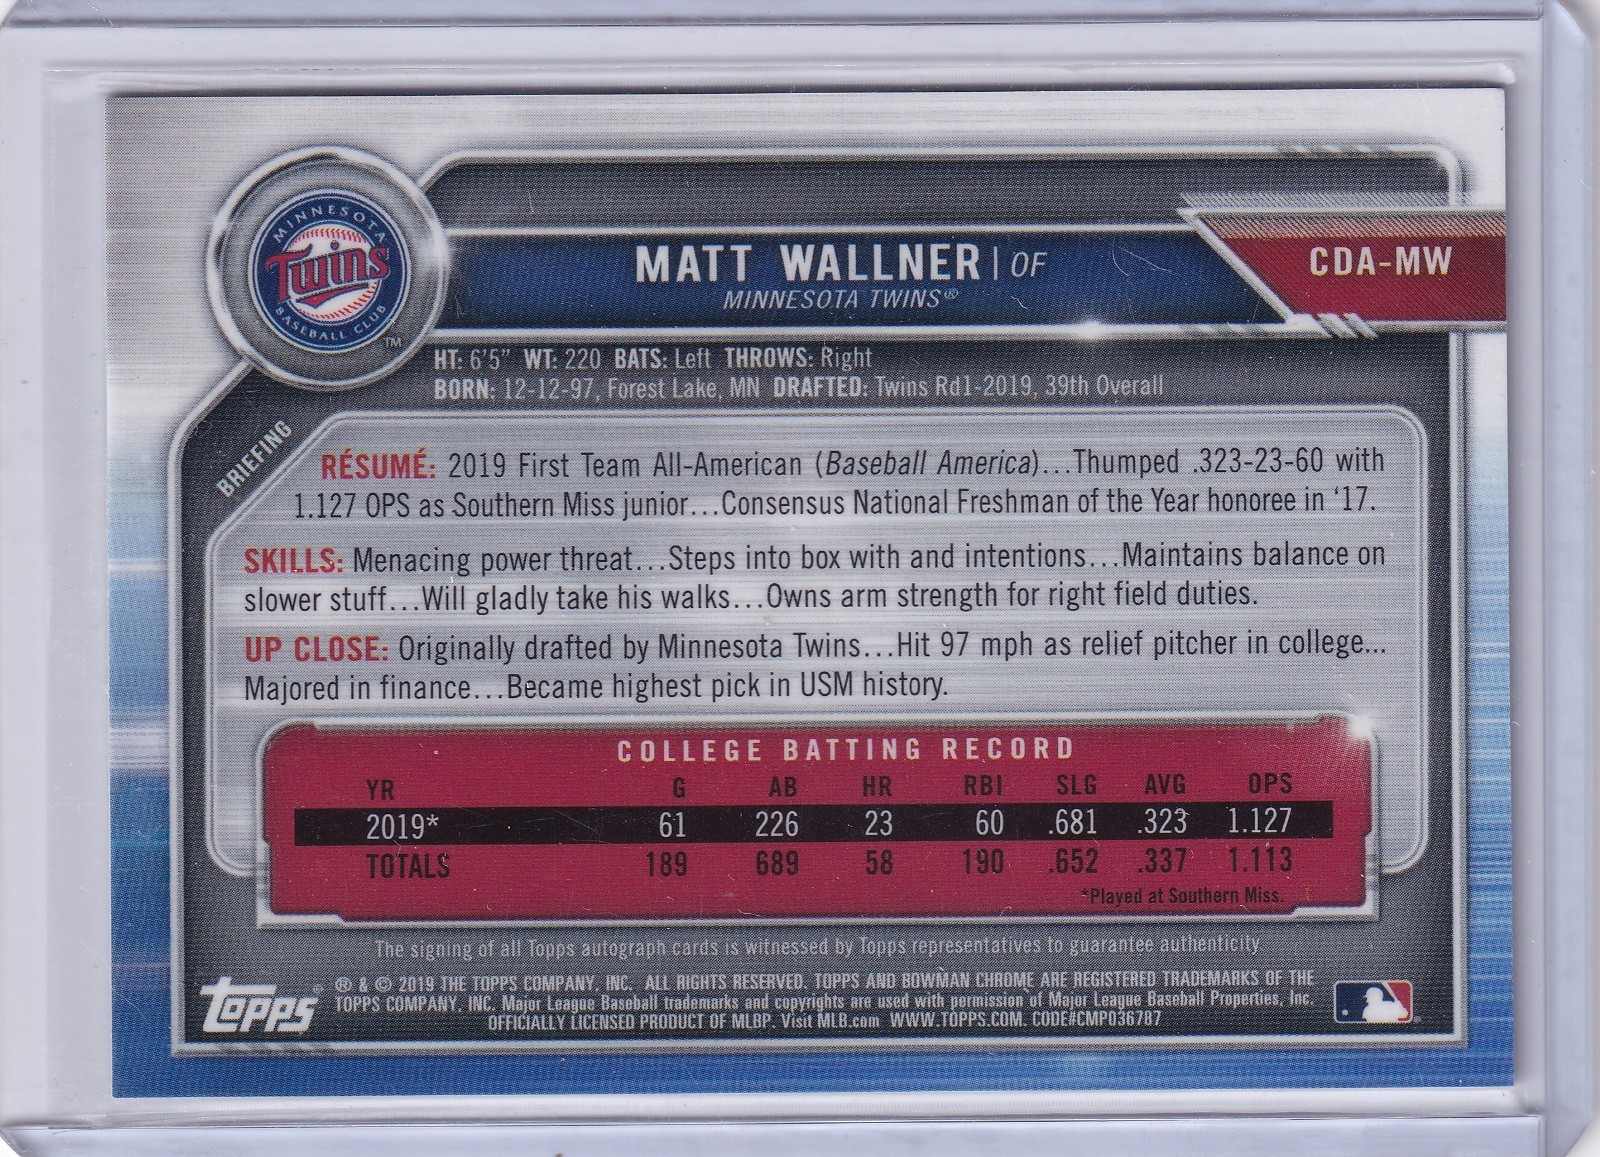 MINNESOTA
Twins
BASEBALL CLUB
TM
MATT WALLNER | OF
MINNESOTA TWINS®
CDA-MW
HT: 6'5" WT: 220 BATS: Left THROWS: Right
BORN: 12-12-97, Forest Lake, MN DRAFTED: Twins Rd1-2019, 39th Overall
BRIEFING
RÉSUMÉ: 2019 First Team All-American (Baseball America)...Thumped .323-23-60 with
1.127 OPS as Southern Miss junior...Consensus National Freshman of the Year honoree in '17.
SKILLS: Menacing power threat...Steps into box with and intentions...Maintains balance on
slower stuff...Will gladly take his walks...Owns arm strength for right field duties.
UP CLOSE: Originally drafted by Minnesota Twins...Hit 97 mph as relief pitcher in college...
Majored in finance...Became highest pick in USM history.
COLLEGE BATTING RECORD
YR G AB HR RBI SLG AVG OPS
2019* 61 226 23 60 .681 .323 1.127
TOTALS 189 689 58 190 .652 .337 1.113
*Played at Southern Miss.
The signing of all Topps autograph cards is witnessed by Topps representatives to guarantee authenticity.
topps®
® & © 2019 THE TOPPS COMPANY, INC. ALL RIGHTS RESERVED. TOPPS AND BOWMAN CHROME ARE REGISTERED TRADEMARKS OF THE
TOPPS COMPANY, INC. Major League Baseball trademarks and copyrights are used with permission of Major League Baseball Properties, Inc.
OFFICIALLY LICENSED PRODUCT OF MLBP. Visit MLB.com WWW.TOPPS.COM. CODE#CMP036787